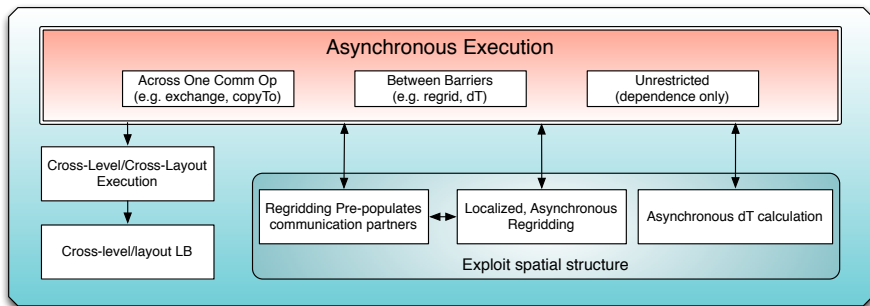 Asynchronous Execution
Across One Comm Op
(e.g. exchange, copyTo)
Between Barriers
(e.g. regrid, dT)
Unrestricted
(dependence only)
Cross-Level/Cross-Layout
Execution
Cross-level/layout LB
Regridding Pre-populates
communication partners
Localized, Asynchronous
Regridding
Asynchronous dT calculation
Exploit spatial structure